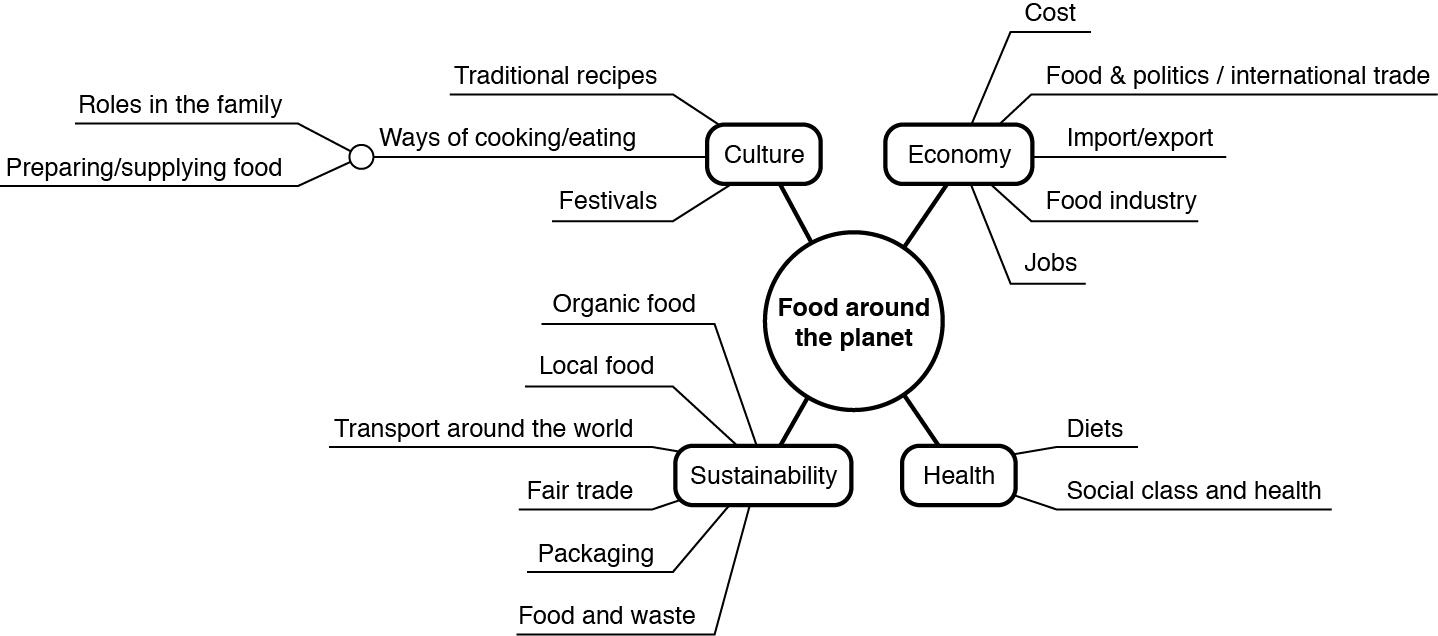 Cost
Traditional recipes
Food & politics / international trade
Roles in the family
Ways of cooking/eating
Culture
Economy
Import/export
Preparing/supplying food
Festivals
Food industry
Jobs
Organic food
Food around
the planet
Local food
Transport around the world
Diets
Sustainability
Health
Fair trade
Social class and health
Packaging
Food and waste